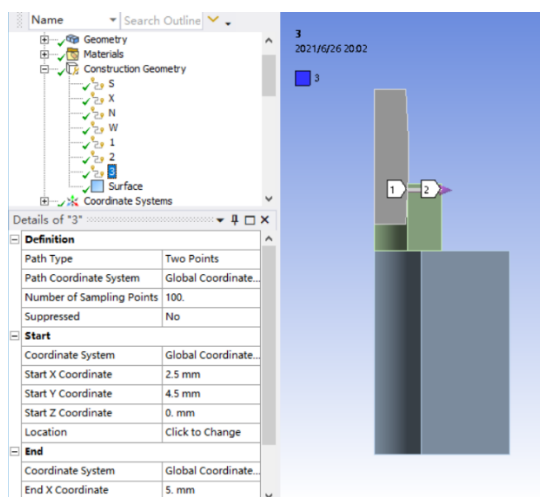 Name Search Outline
Geometry
Materials
Construction Geometry
S
X
N
W
1
2
3
Surface
Coordinate Systems
Details of "3"
Definition
Path Type Two Points
Path Coordinate System Global Coordinate...
Number of Sampling Points 100.
Suppressed No
Start
Coordinate System Global Coordinate...
Start X Coordinate 2.5 mm
Start Y Coordinate 4.5 mm
Start Z Coordinate 0. mm
Location Click to Change
End
Coordinate System Global Coordinate...
End X Coordinate 5. mm
3
2021/6/26 20:02
3
1 2